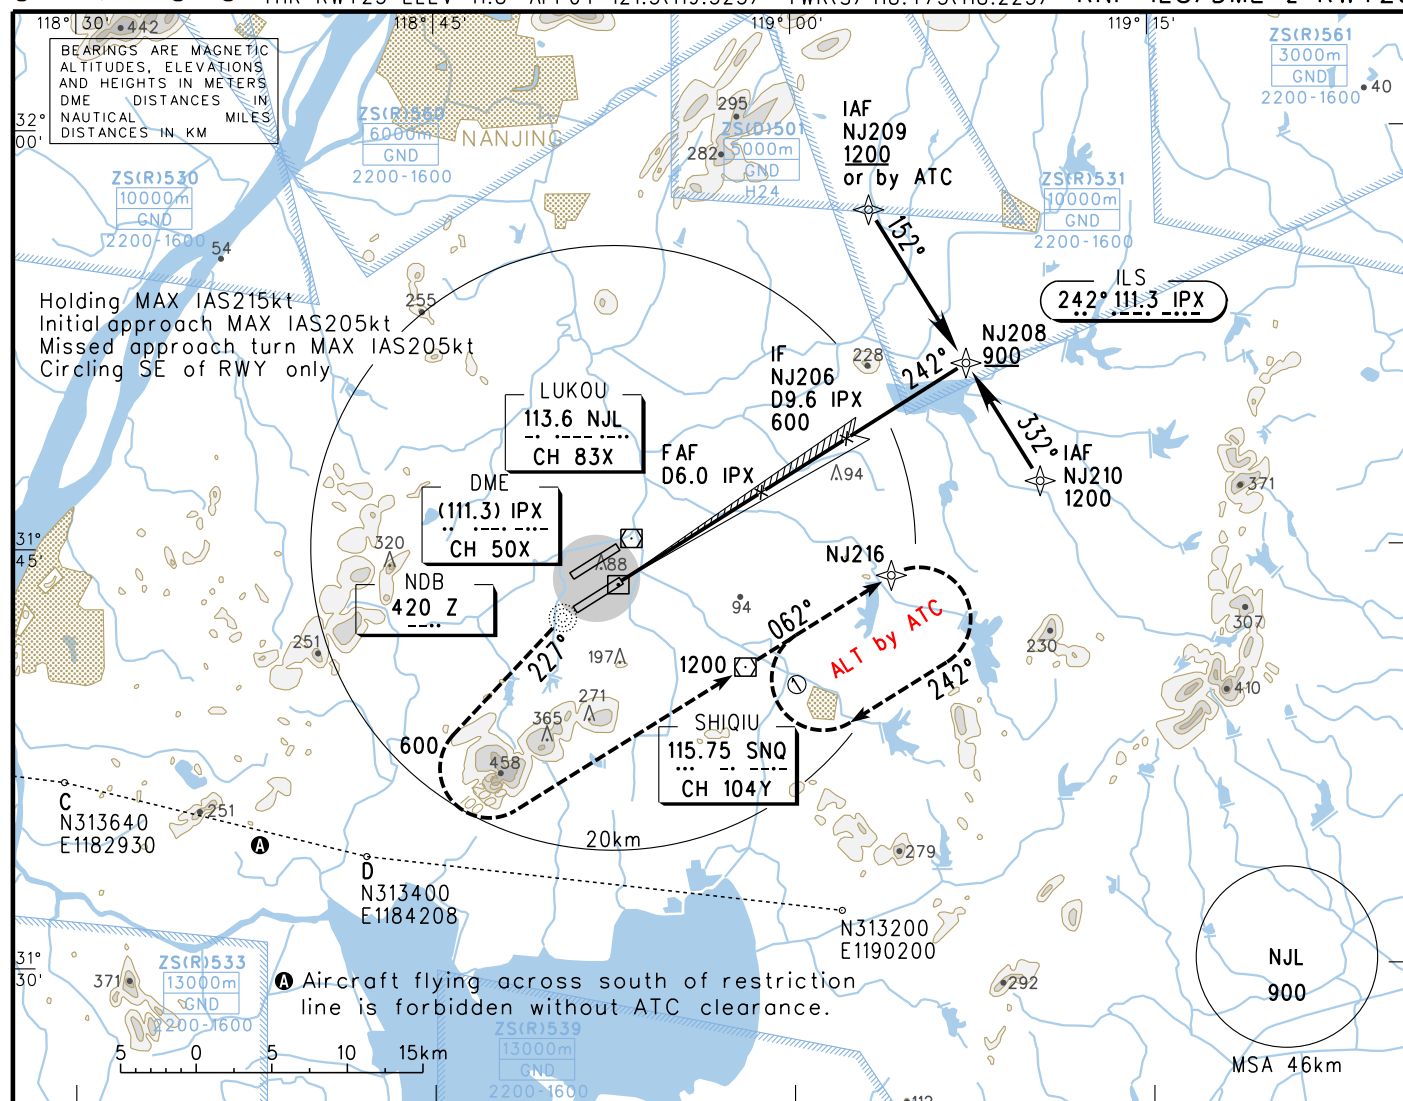 118°30'
118°45'
119°00'
119°15'
442
BEARINGS ARE MAGNETIC
ALTITUDES, ELEVATIONS
AND HEIGHTS IN METERS
DME DISTANCES IN
NAUTICAL MILES
DISTANCES IN KM
32°
00'
ZS(R)560
6000m
GND
2200-1600
NANJING
295
ZS(D)501
5000m
GND
H24
282
IAF
NJ209
1200
or by ATC
ZS(R)561
3000m
GND
2200-1600
40
ZS(R)530
10000m
GND
2200-1600
54
ZS(R)531
10000m
GND
2200-1600
152°
Holding MAX IAS215kt
Initial approach MAX IAS205kt
Missed approach turn MAX IAS205kt
Circling SE of RWY only
255
ILS
242° 111.3 IPX
NJ208
900
242°
228
IF
NJ206
D9.6 IPX
600
LUKOU
113.6 NJL
CH 83X
FAF
D6.0 IPX
94
332°
IAF
NJ210
1200
371
DME
(111.3) IPX
CH 50X
31°
45'
320
88
NJ216
NDB
420 Z
94
062°
ALT by ATC
307
251
227°
197
1200
242°
230
410
271
365
458
600
SHIQIU
115.75 SNQ
CH 104Y
C
N313640
E1182930
251
A
20km
279
D
N313400
E1184208
N313200
E1190200
31°
30'
371
ZS(R)533
13000m
GND
2200-1600
A Aircraft flying across south of restriction
line is forbidden without ATC clearance.
292
NJL
900
MSA 46km
ZS(R)539
13000m
GND
2200-1600
5 0 5 10 15km